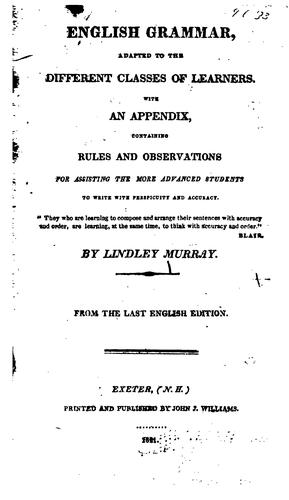 ENGLISH GRAMMAR,
ADAPTED TO THE
DIFFERENT CLASSES OF LEARNERS.
WITH
AN APPENDIX,
CONTAINING
RULES AND OBSERVATIONS
FOR ASSISTING THE MORE ADVANCED STUDENTS
TO WRITE WITH PERSPICUITY AND ACCURACY.
"They who are learning to compose and arrange their sentences with accuracy
and order, are learning, at the same time, to think with accuracy and order."
BLAIR.
BY LINDLEY MURRAY.
FROM THE LAST ENGLISH EDITION.
EXETER, (N. H.)
PRINTED AND PUBLISHED BY JOHN J. WILLIAMS.
1821.